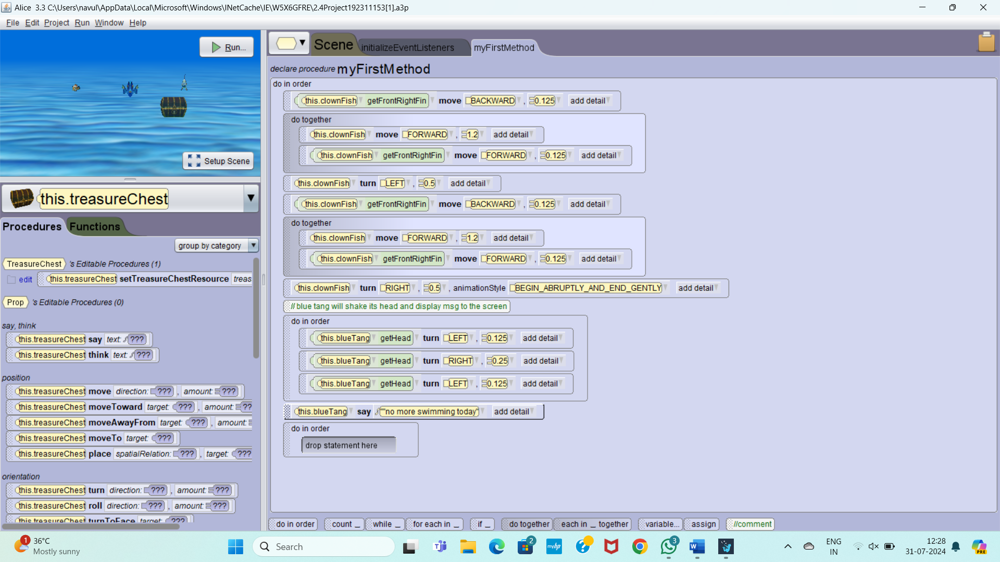 Alice 3.3 C:\Users\navul\AppData\Local\Microsoft\Windows\INetCache\IE\W5X6GFRE\2.4Project192311153[1].a3p
File Edit Project Run Window Help
Run...
Setup Scene
this.treasureChest
Procedures Functions
group by category
TreasureChest 's Editable Procedures (1)
edit this.treasureChest setTreasureChestResource treas
Prop 's Editable Procedures (0)
say, think
this.treasureChest say text: ???
this.treasureChest think text: ???
position
this.treasureChest move direction: ??? , amount: ???
this.treasureChest moveToward target: ??? , amount: ??
this.treasureChest moveAwayFrom target: ??? , amount:
this.treasureChest moveTo target: ???
this.treasureChest place spatialRelation: ??? , target: ???
orientation
this.treasureChest turn direction: ??? , amount: ???
this.treasureChest roll direction: ??? , amount: ???
this.treasureChest turnToFace target: ???
Scene initializeEventListeners myFirstMethod
declare procedure myFirstMethod
do in order
this.clownFish getFrontRightFin move BACKWARD , 0.125 add detail
do together
this.clownFish move FORWARD , 1.2 add detail
this.clownFish getFrontRightFin move FORWARD , 0.125 add detail
this.clownFish turn LEFT , 0.5 add detail
this.clownFish getFrontRightFin move BACKWARD , 0.125 add detail
do together
this.clownFish move FORWARD , 1.2 add detail
this.clownFish getFrontRightFin move FORWARD , 0.125 add detail
this.clownFish turn RIGHT , 0.5 , animationStyle BEGIN_ABRUPTLY_AND_END_GENTLY add detail
// blue tang will shake its head and display msg to the screen
do in order
this.blueTang getHead turn LEFT , 0.125 add detail
this.blueTang getHead turn RIGHT , 0.25 add detail
this.blueTang getHead turn LEFT , 0.125 add detail
this.blueTang say ""no more swimming today" add detail
do in order
drop statement here
do in order count _ while _ for each in _ if _ do together each in _ together variable... assign //comment
1
36°C
Mostly sunny
Search
myhp
2
3
ENG
IN
12:28
31-07-2024
PRE